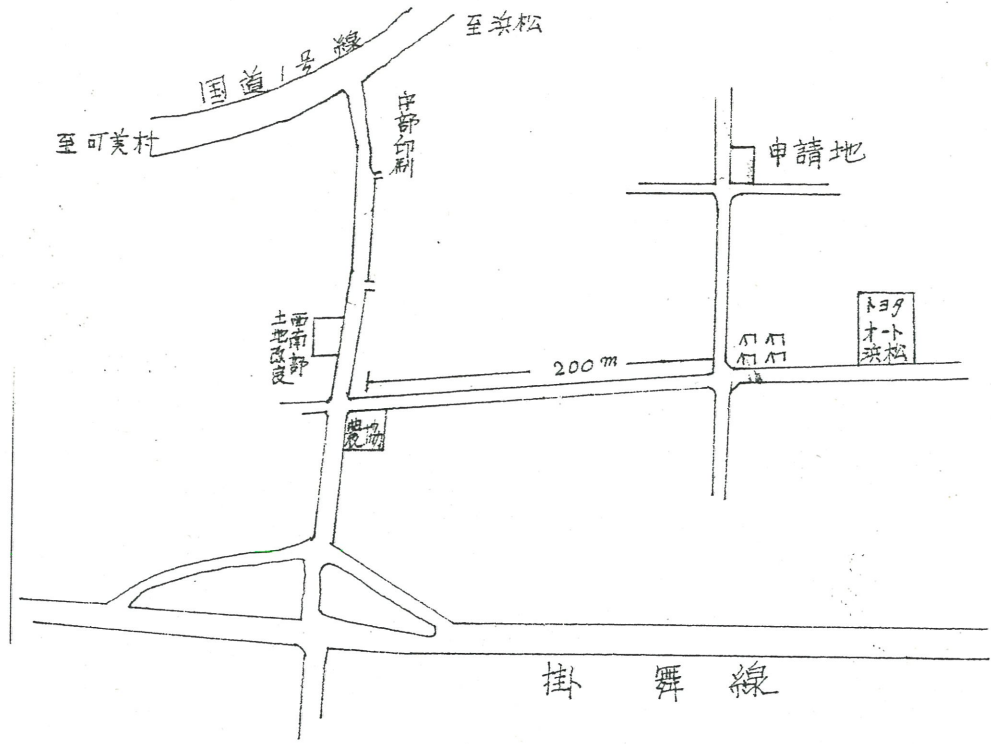 至浜松
国道1号線
至可美村
中部印刷
申請地
トヨタ
オート
浜松
西南部
土地改良
200m
農協
掛舞線